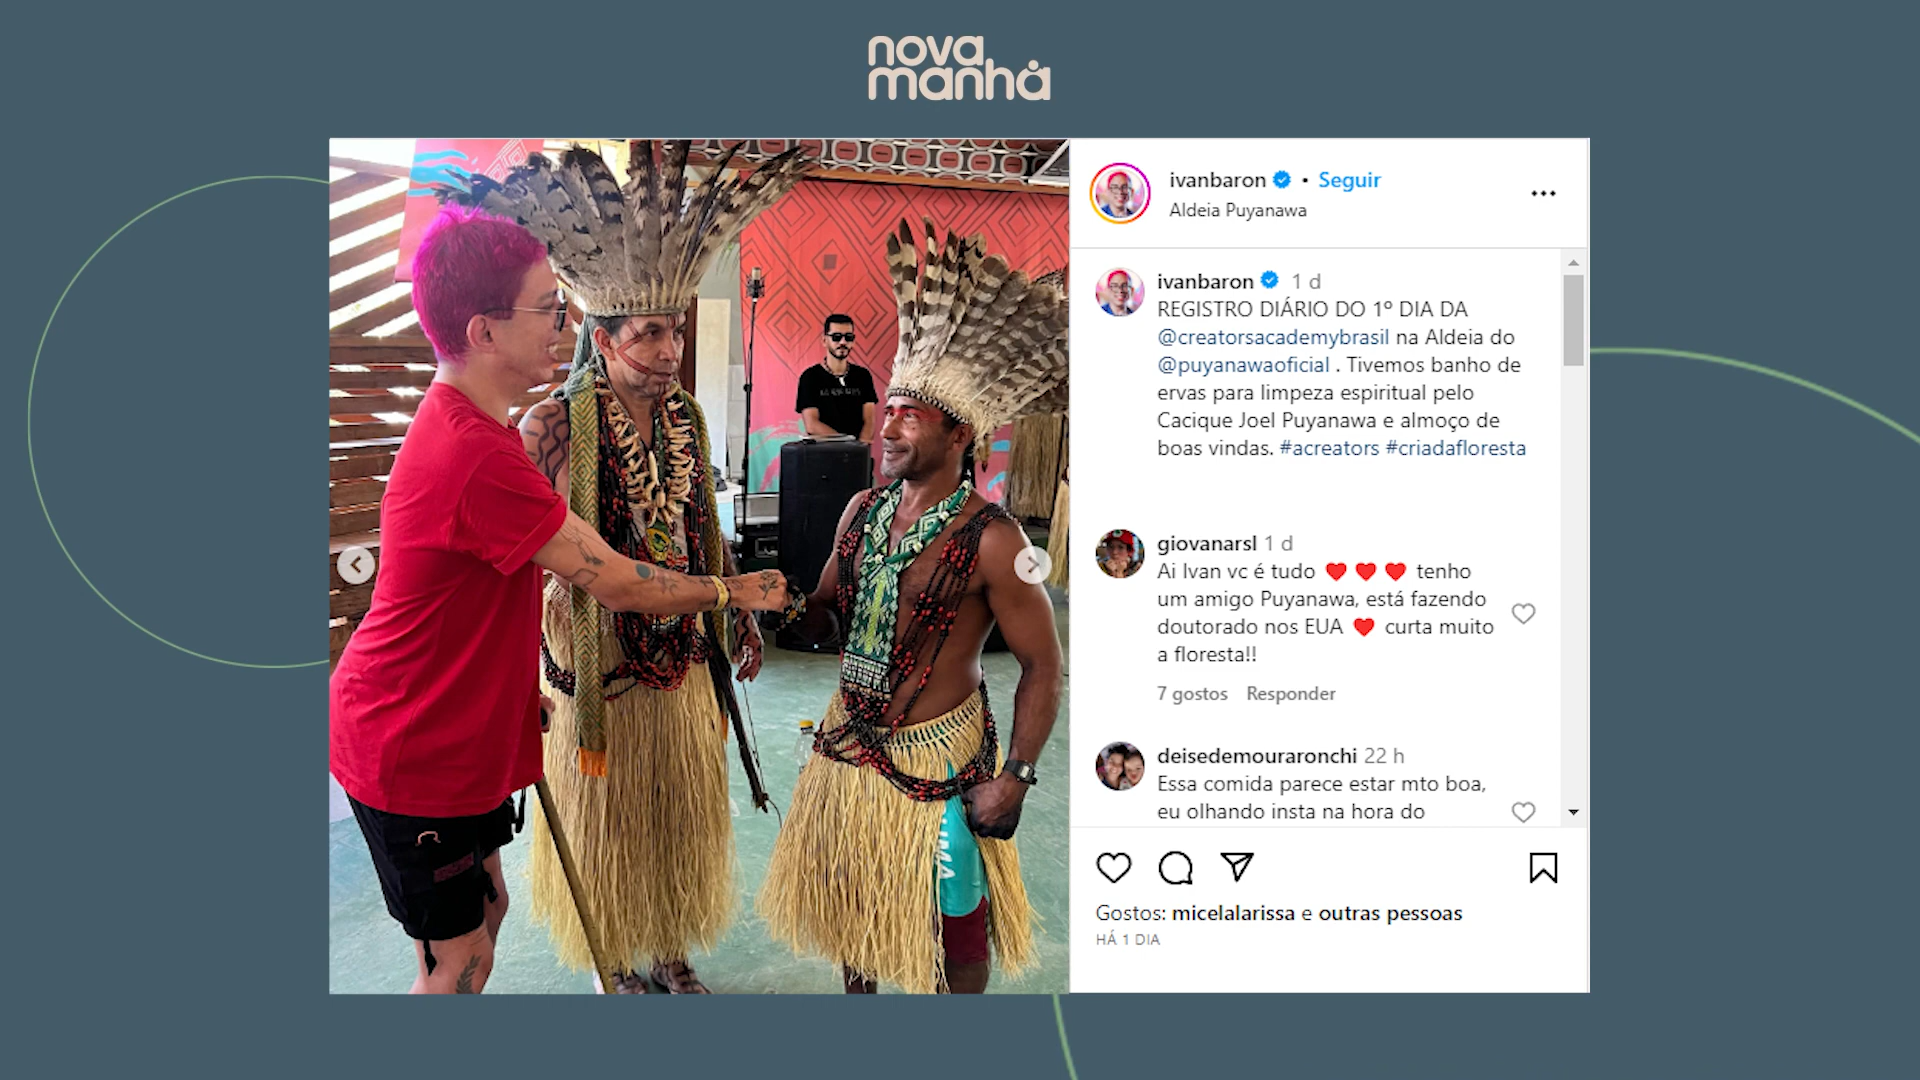 nova
manhã
ivanbaron • Seguir
Aldeia Puyanawa
ivanbaron 1 d
REGISTRO DIÁRIO DO 1º DIA DA
@creatorsacademybrasil na Aldeia do
@puyanawaoficial . Tivemos banho de
ervas para limpeza espiritual pelo
Cacique Joel Puyanawa e almoço de
boas vindas. #acreators #criadafloresta
giovanarsl 1 d
Ai Ivan vc é tudo ♥ ♥ ♥ tenho
um amigo Puyanawa, está fazendo
doutorado nos EUA ♥ curta muito
a floresta!!
7 gostos Responder
deisedemouraronchi 22 h
Essa comida parece estar mto boa,
eu olhando insta na hora do
Gostos: micelalarissa e outras pessoas
HÁ 1 DIA